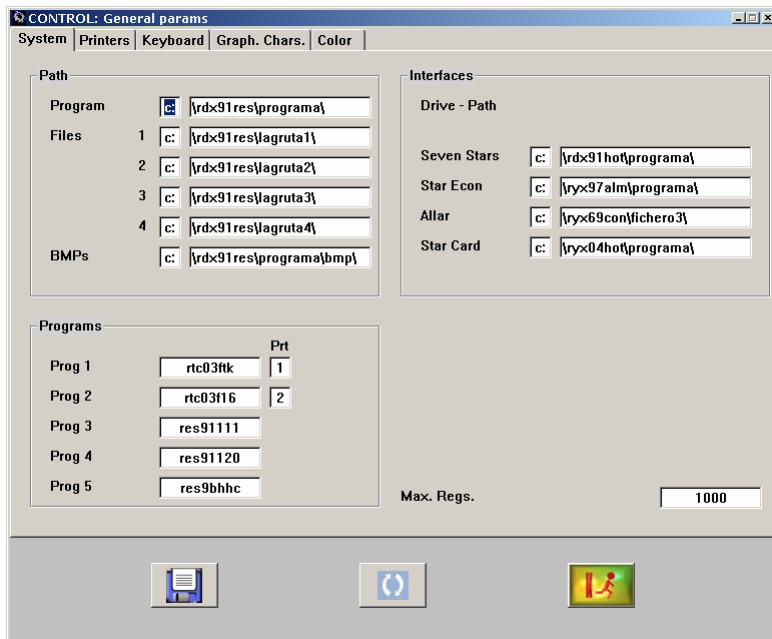 CONTROL: General params
System Printers Keyboard Graph. Chars. Color
Path
Program c: \rdx91res\programa\
Files 1 c: \rdx91res\lagruta1\
2 c: \rdx91res\lagruta2\
3 c: \rdx91res\lagruta3\
4 c: \rdx91res\lagruta4\
BMPs c: \rdx91res\programa\bmp\
Interfaces
Drive - Path
Seven Stars c: \rdx91hot\programa\
Star Econ c: \ryx97alm\programa\
Allar c: \ryx69con\fichero3\
Star Card c: \ryx04hot\programa\
Programs
Prt
Prog 1 rtc03ftk 1
Prog 2 rtc03f16 2
Prog 3 res91111
Prog 4 res91120
Prog 5 res9bhhc
Max. Regs. 1000